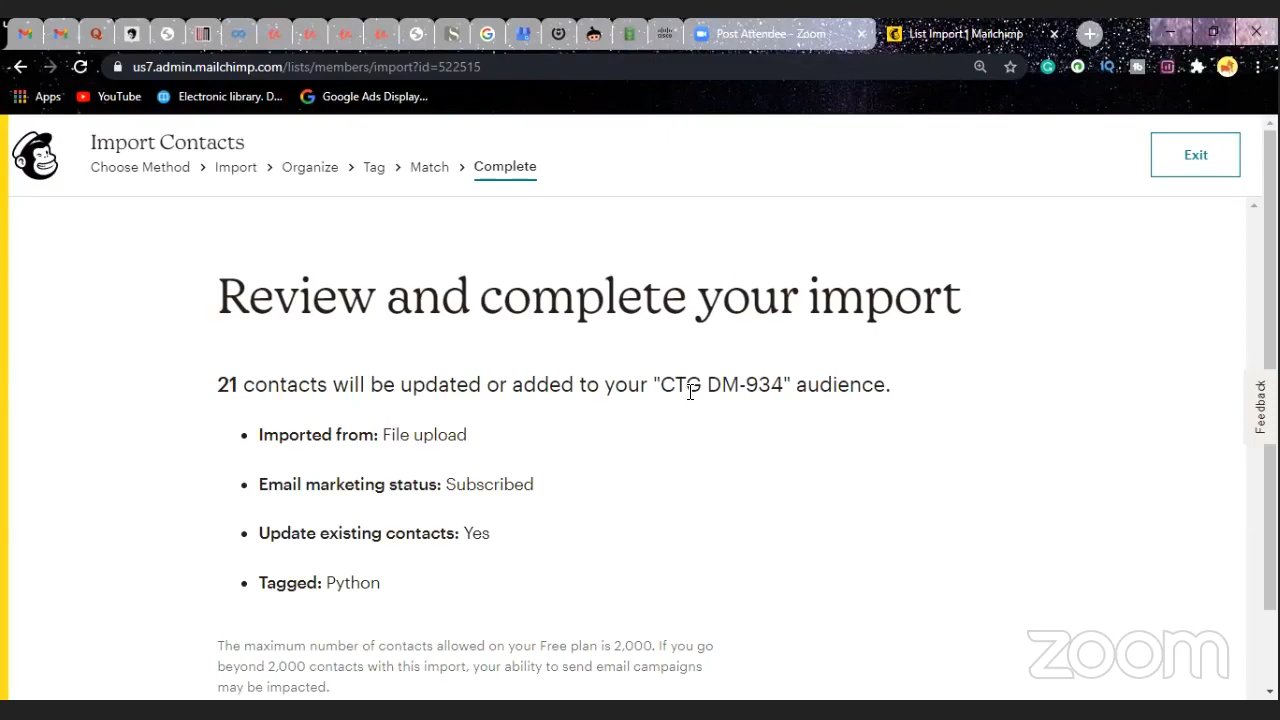 Post Attendee - Zoom
List Import | Mailchimp
us7.admin.mailchimp.com/lists/members/import?id=522515
Apps
YouTube
Electronic library. D...
Google Ads Display...
Import Contacts
Choose Method > Import > Organize > Tag > Match > Complete
Exit
Review and complete your import
21 contacts will be updated or added to your "CTG DM-934" audience.
• Imported from: File upload
• Email marketing status: Subscribed
• Update existing contacts: Yes
• Tagged: Python
The maximum number of contacts allowed on your Free plan is 2,000. If you go
beyond 2,000 contacts with this import, your ability to send email campaigns
may be impacted.
Feedback
zoom